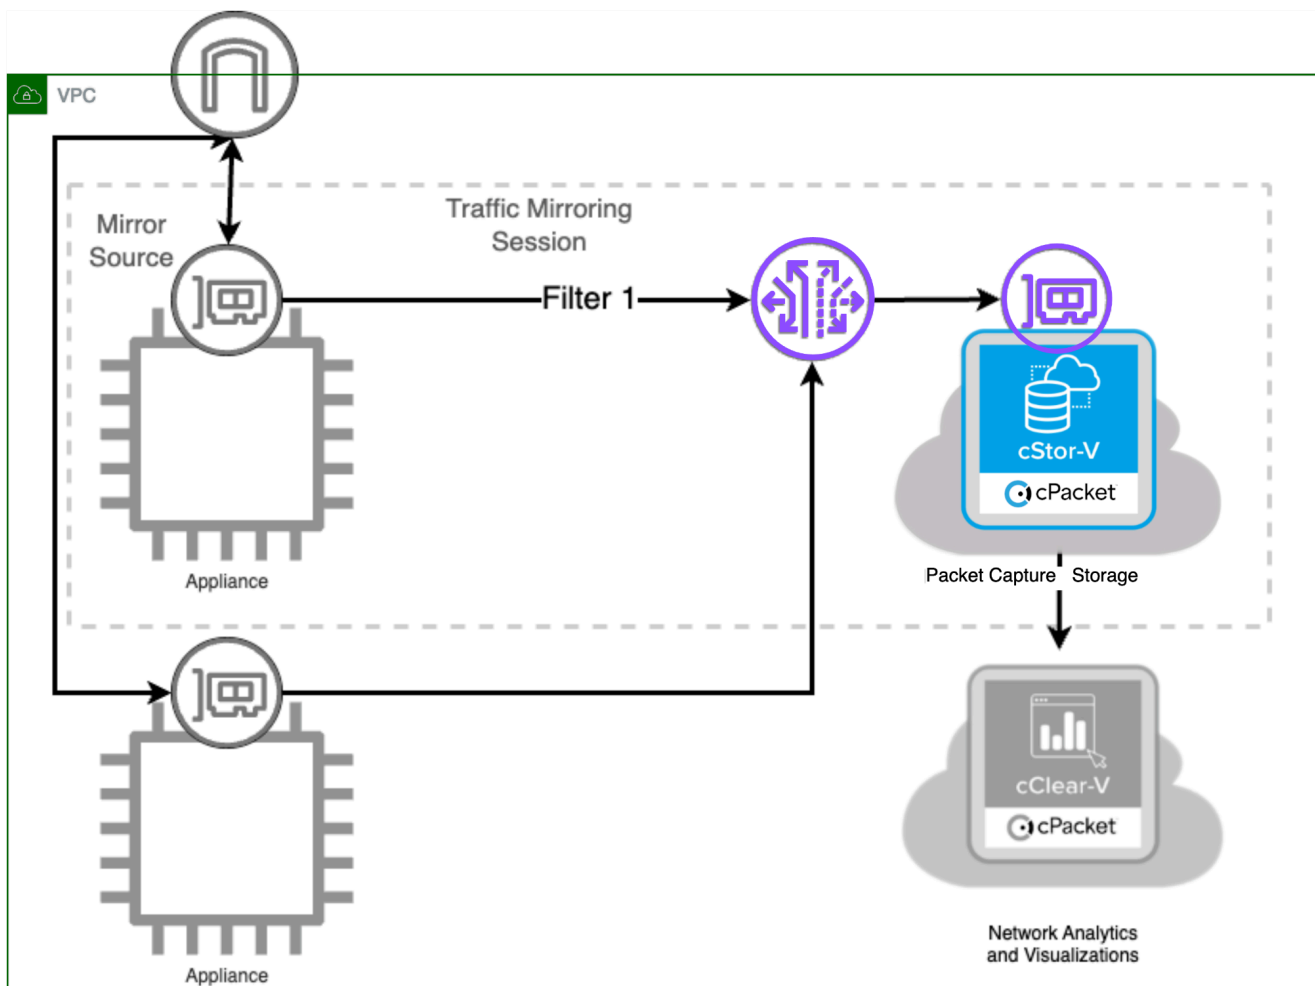 VPC
Mirror
Source
Traffic Mirroring
Session
Filter 1
cStor-V
cPacket
Appliance
Packet Capture Storage
cClear-V
cPacket
Network Analytics
and Visualizations
Appliance